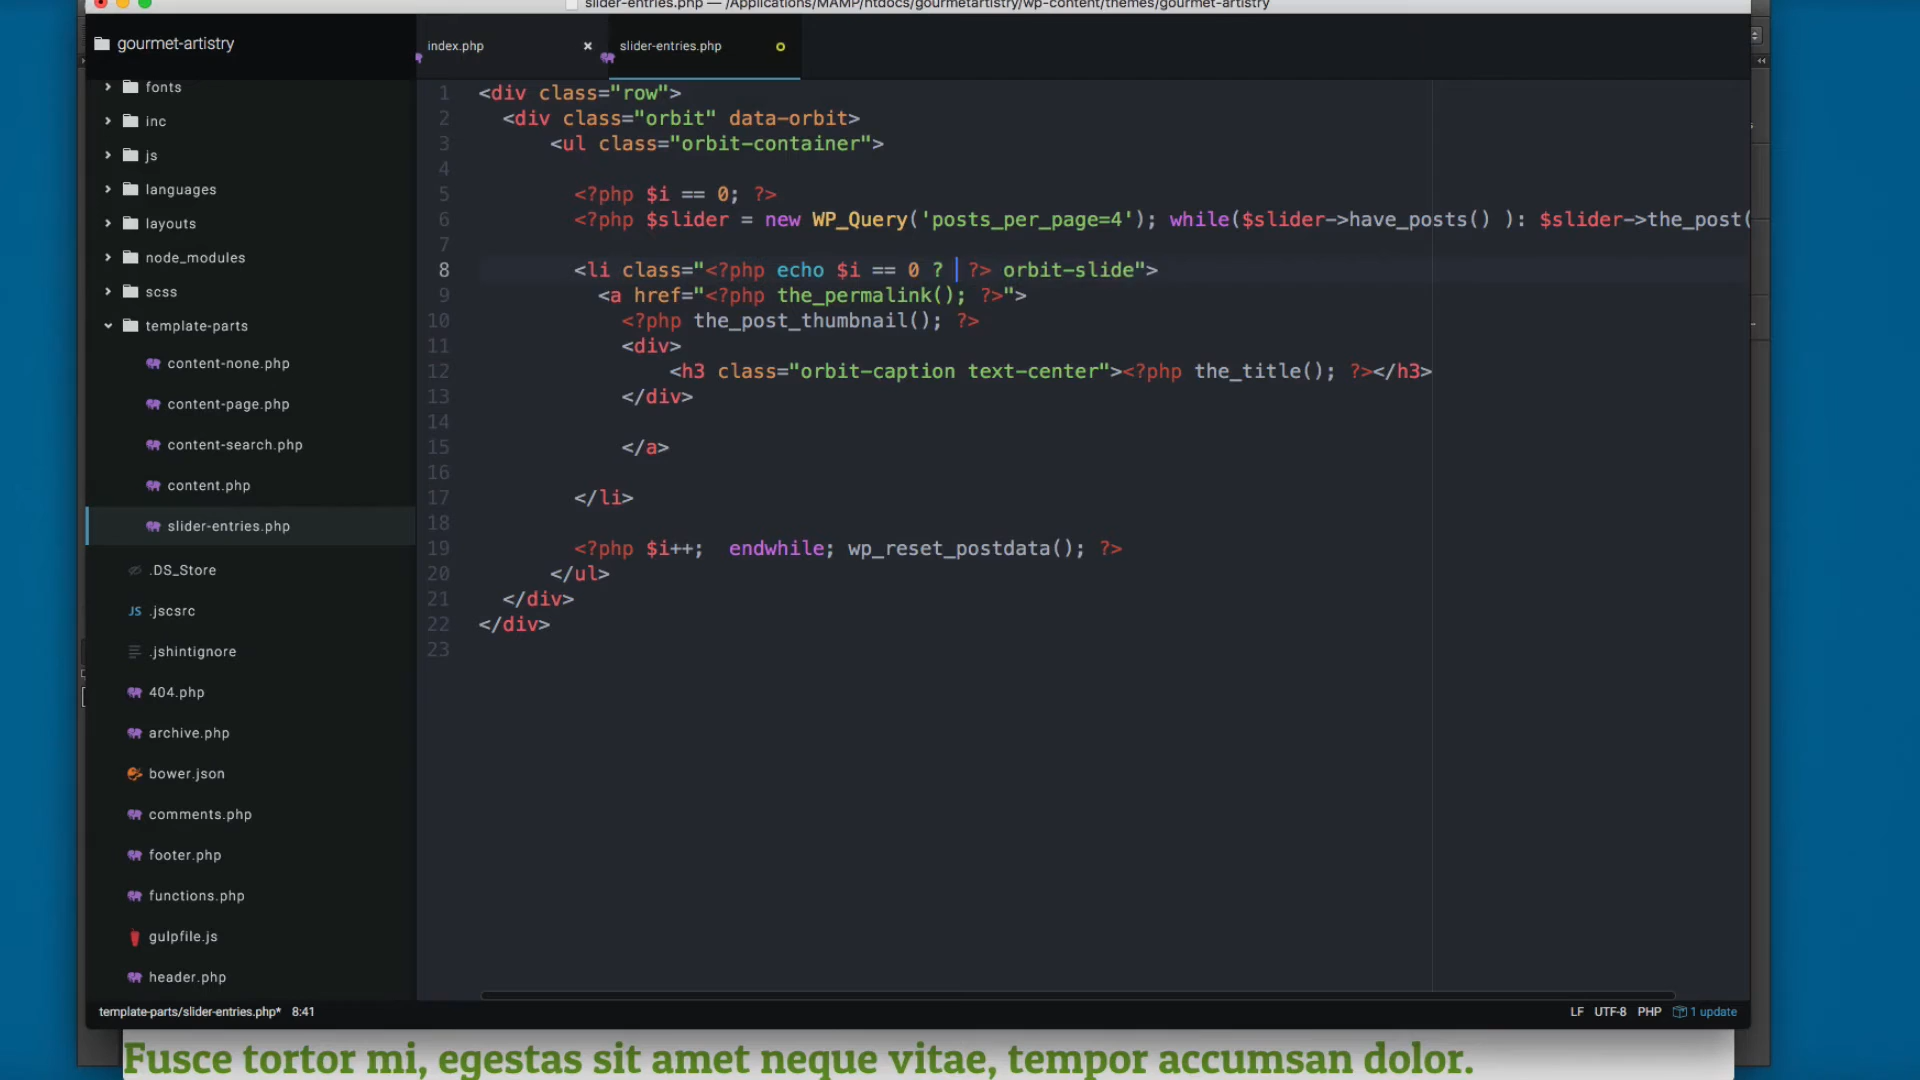 slider-entries.php — /Applications/MAMP/htdocs/gourmetartistry/wp-content/themes/gourmet-artistry
gourmet-artistry
index.php
slider-entries.php
fonts
inc
js
languages
layouts
node_modules
scss
template-parts
content-none.php
content-page.php
content-search.php
content.php
slider-entries.php
.DS_Store
JS .jscsrc
.jshintignore
404.php
archive.php
bower.json
comments.php
footer.php
functions.php
gulpfile.js
header.php
1 <div class="row">
2 <div class="orbit" data-orbit>
3 <ul class="orbit-container">
4
5 <?php $i == 0; ?>
6 <?php $slider = new WP_Query('posts_per_page=4'); while($slider->have_posts() ): $slider->the_post(
7
8 <li class="<?php echo $i == 0 ? ?> orbit-slide">
9 <a href="<?php the_permalink(); ?>">
10 <?php the_post_thumbnail(); ?>
11 <div>
12 <h3 class="orbit-caption text-center"><?php the_title(); ?></h3>
13 </div>
14
15 </a>
16
17 </li>
18
19 <?php $i++; endwhile; wp_reset_postdata(); ?>
20 </ul>
21 </div>
22 </div>
23
template-parts/slider-entries.php* 8:41
LF UTF-8 PHP 1 update
Fusce tortor mi, egestas sit amet neque vitae, tempor accumsan dolor.